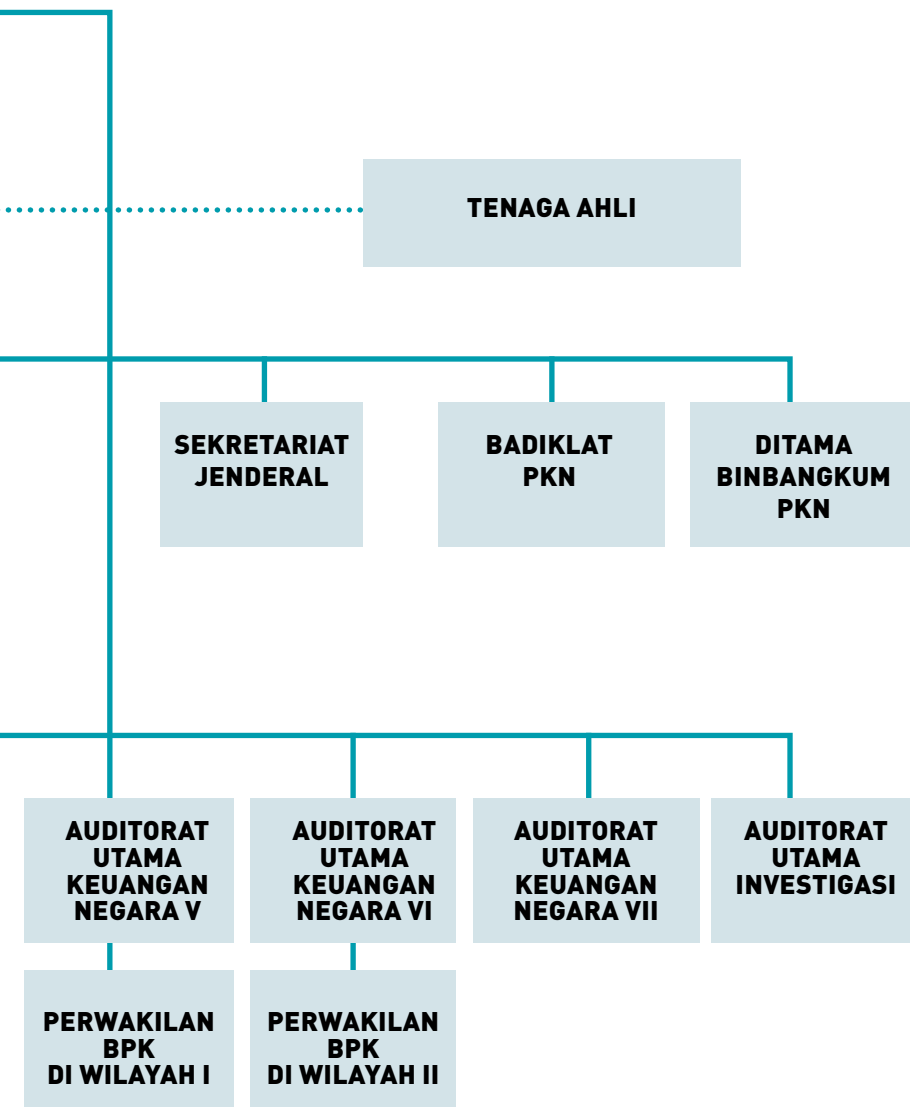 TENAGA AHLI
SEKRETARIAT
JENDERAL
BADIKLAT
PKN
DITAMA
BINBANGKUM
PKN
AUDITORAT
UTAMA
KEUANGAN
NEGARA V
AUDITORAT
UTAMA
KEUANGAN
NEGARA VI
AUDITORAT
UTAMA
KEUANGAN
NEGARA VII
AUDITORAT
UTAMA
INVESTIGASI
PERWAKILAN
BPK
DI WILAYAH I
PERWAKILAN
BPK
DI WILAYAH II